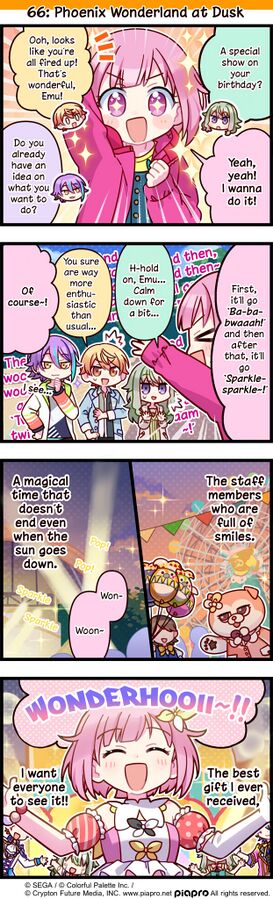 66: Phoenix Wonderland at Dusk
A special
show on
your
birthday?
Ooh, looks
like you're
all fired up!
That's
wonderful,
Emu!
Yeah,
yeah!
I wanna
do it!
Do you
already
have an
idea on
what you
want to
do?
First,
it'll go
'Ba-ba-
bwaaah!'
and then
after
that, it'll
go
'Sparkle-
sparkle~!'
H-hold
on, Emu...
Calm
down for
a bit...
You sure
are way
more
enthu-
siastic
than
usual...
Of
course~!
I
see...
The staff
members
who are
full of
smiles.
A magical
time that
doesn't
end even
when the
sun goes
down.
Pop!
Pop!
Sparkle
Sparkle
Won-
Woon-
WONDERHOOII~!!
The best
gift I ever
received,
I want
everyone
to see it!!
© SEGA / © Colorful Palette Inc. /
© Crypton Future Media, INC. www.piapro.net piapro All rights reserved.